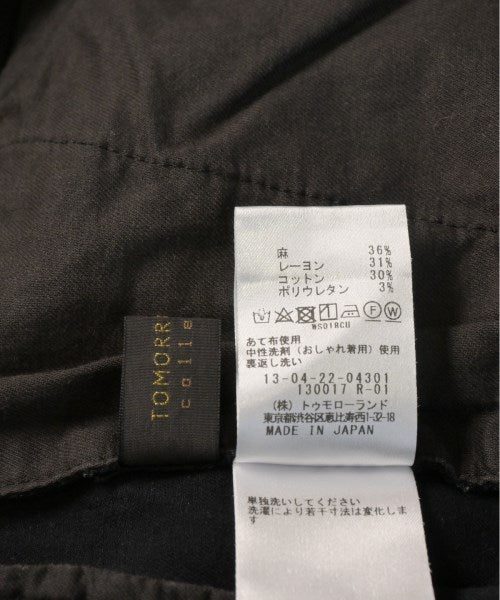 麻 36%
レーヨン 31%
コットン 30%
ポリウレタン 3%
F W
WS018CU
あて布使用
中性洗剤（おしゃれ着用）使用
裏返し洗い
13-04-22-04301
130017 R-01
（株）トゥモローランド
東京都渋谷区恵比寿西1-32-18
MADE IN JAPAN
TOMORR
colle
単独洗いしてください
洗濯により若干寸法は変化しま
す